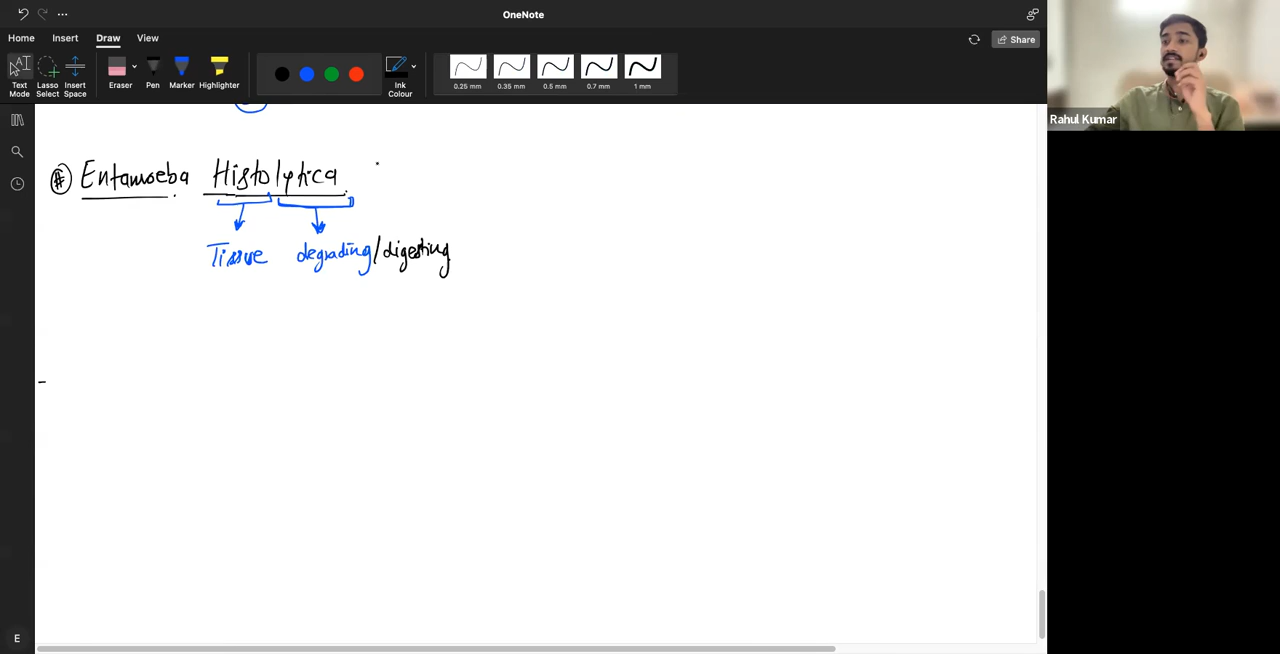 OneNote
Home Insert Draw View
Share
Text Mode
Lasso Select
Insert Space
Eraser
Pen
Marker
Highlighter
Ink Colour
0.25 mm
0.35 mm
0.5 mm
0.7 mm
1 mm
Rahul Kumar
# Entamoeba Histolytica
Tissue degrading/digesting
E